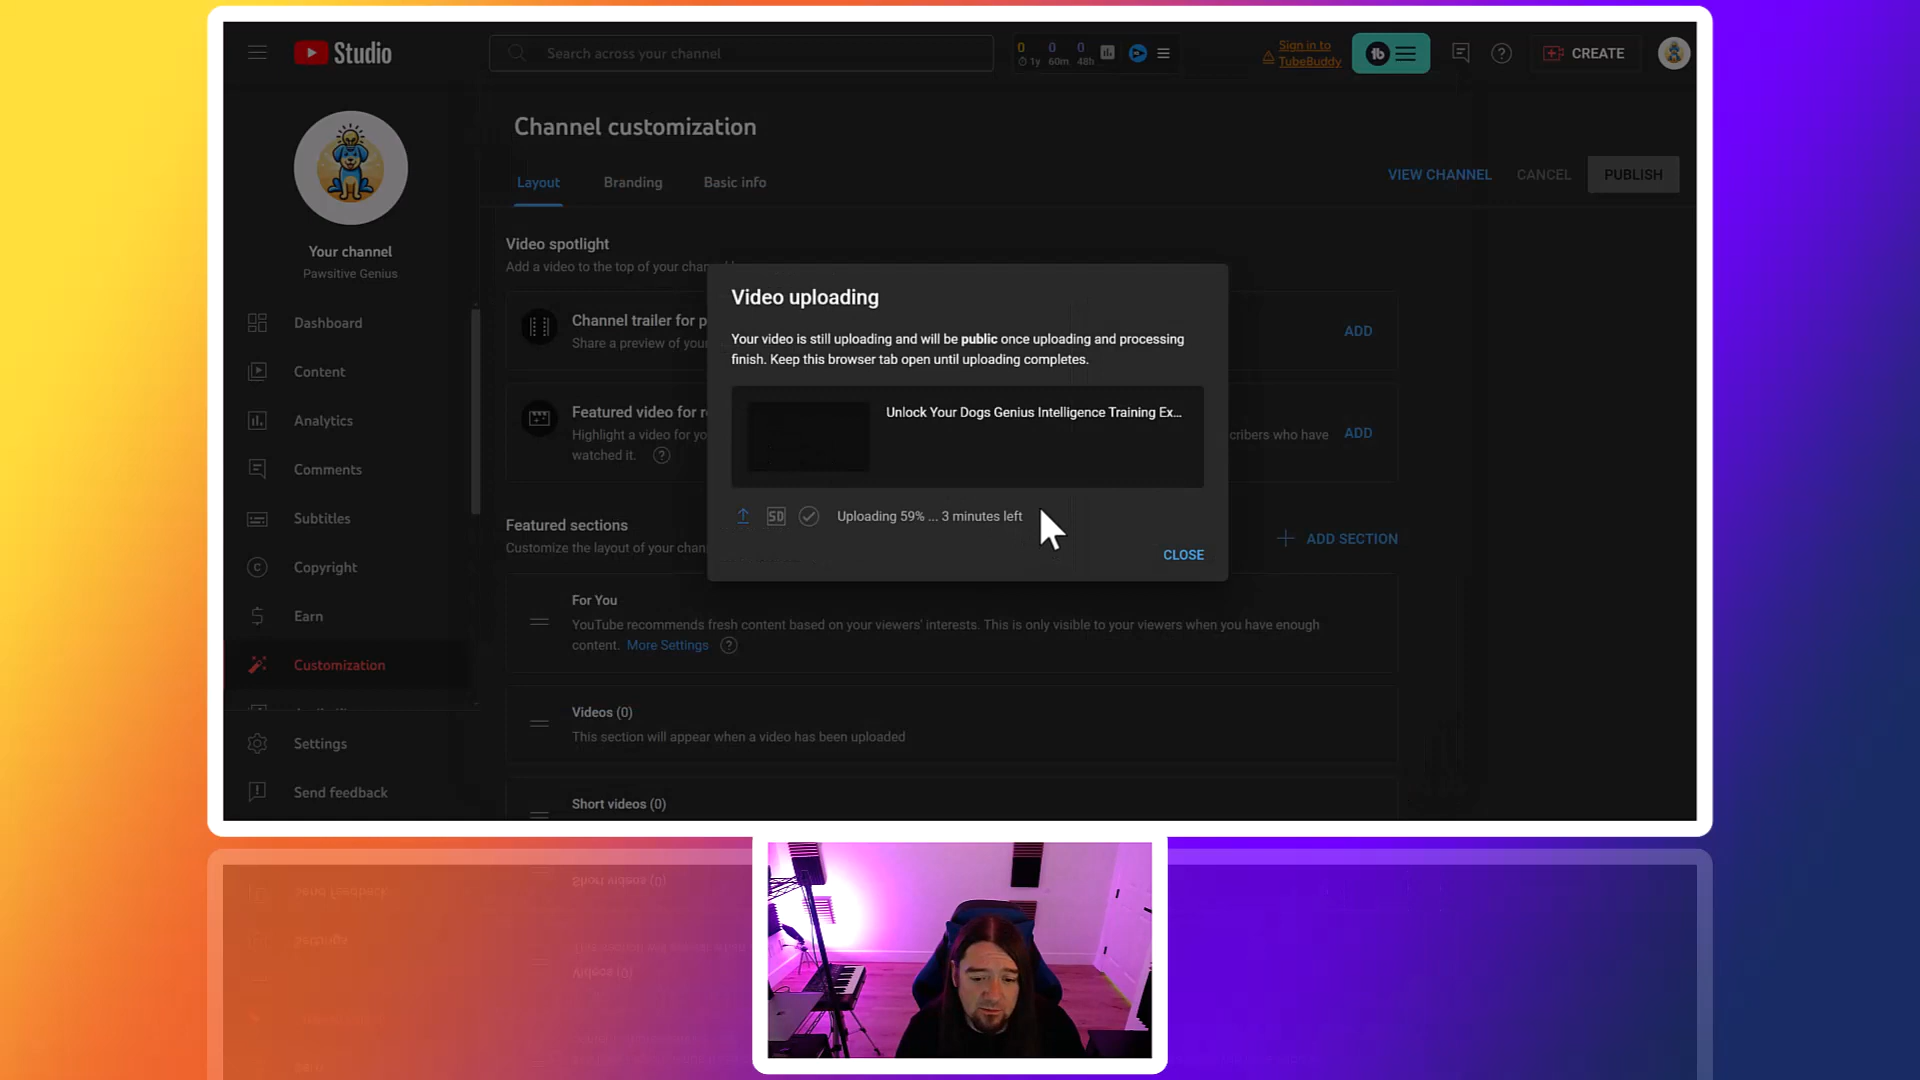 Studio
Search across your channel
0 0 0
1y 60m 48h
Sign in to
TubeBuddy
tb
CREATE
Channel customization
Layout
Branding
Basic info
VIEW CHANNEL
CANCEL
PUBLISH
Your channel
Pawsitive Genius
Dashboard
Content
Analytics
Comments
Subtitles
Copyright
Earn
Customization
Settings
Send feedback
Video spotlight
Add a video to the top of your
Channel trailer for
Share a preview of your
ADD
Featured video for
Highlight a video for
cribers who have
watched it.
ADD
Video uploading
Your video is still uploading and will be public once uploading and processing
finish. Keep this browser tab open until uploading completes.
Unlock Your Dogs Genius Intelligence Training Ex...
SD
Uploading 59% ... 3 minutes left
CLOSE
Featured sections
Customize the layout of your
ADD SECTION
For You
YouTube recommends fresh content based on your viewers' interests. This is only visible to your viewers when you have enough
content. More Settings
Videos (0)
This section will appear when a video has been uploaded
Short videos (0)